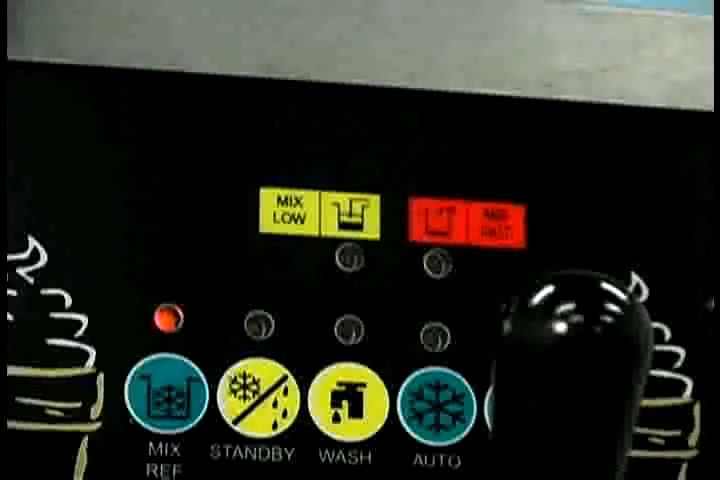 MIX
LOW
MIX
REF
STANDBY
WASH
AUTO